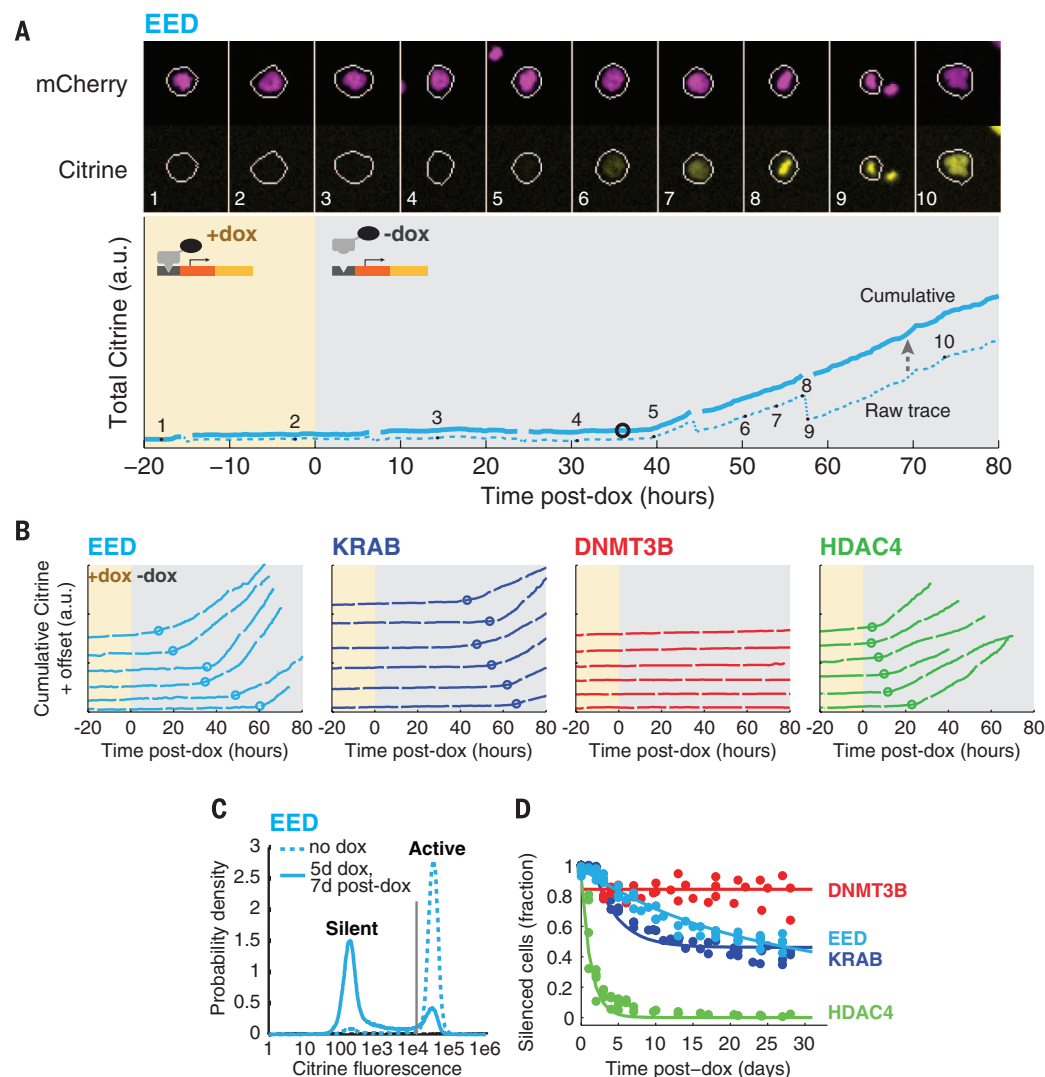 A
EED
mCherry
Citrine
1 2 3 4 5 6 7 8 9 10
+dox
-dox
Total Citrine (a.u.)
Cumulative
Raw trace
1 2 3 4 5 6 7 8 9 10
−20 −10 0 10 20 30 40 50 60 70 80
Time post-dox (hours)
B
EED
KRAB
DNMT3B
HDAC4
+dox -dox
Cumulative Citrine
+ offset (a.u.)
-20 0 20 40 60 80
-20 0 20 40 60 80
-20 0 20 40 60 80
-20 0 20 40 60 80
Time post-dox (hours)
Time post-dox (hours)
Time post-dox (hours)
Time post-dox (hours)
C
EED
no dox
5d dox,
7d post-dox
Active
Silent
Probability density
3
2.5
2
1.5
1
0.5
0
1 100 1e3 1e4 1e5 1e6
Citrine fluorescence
D
Silenced cells (fraction)
1
0.8
0.6
0.4
0.2
0
DNMT3B
EED
KRAB
HDAC4
0 5 10 15 20 25 30
Time post−dox (days)